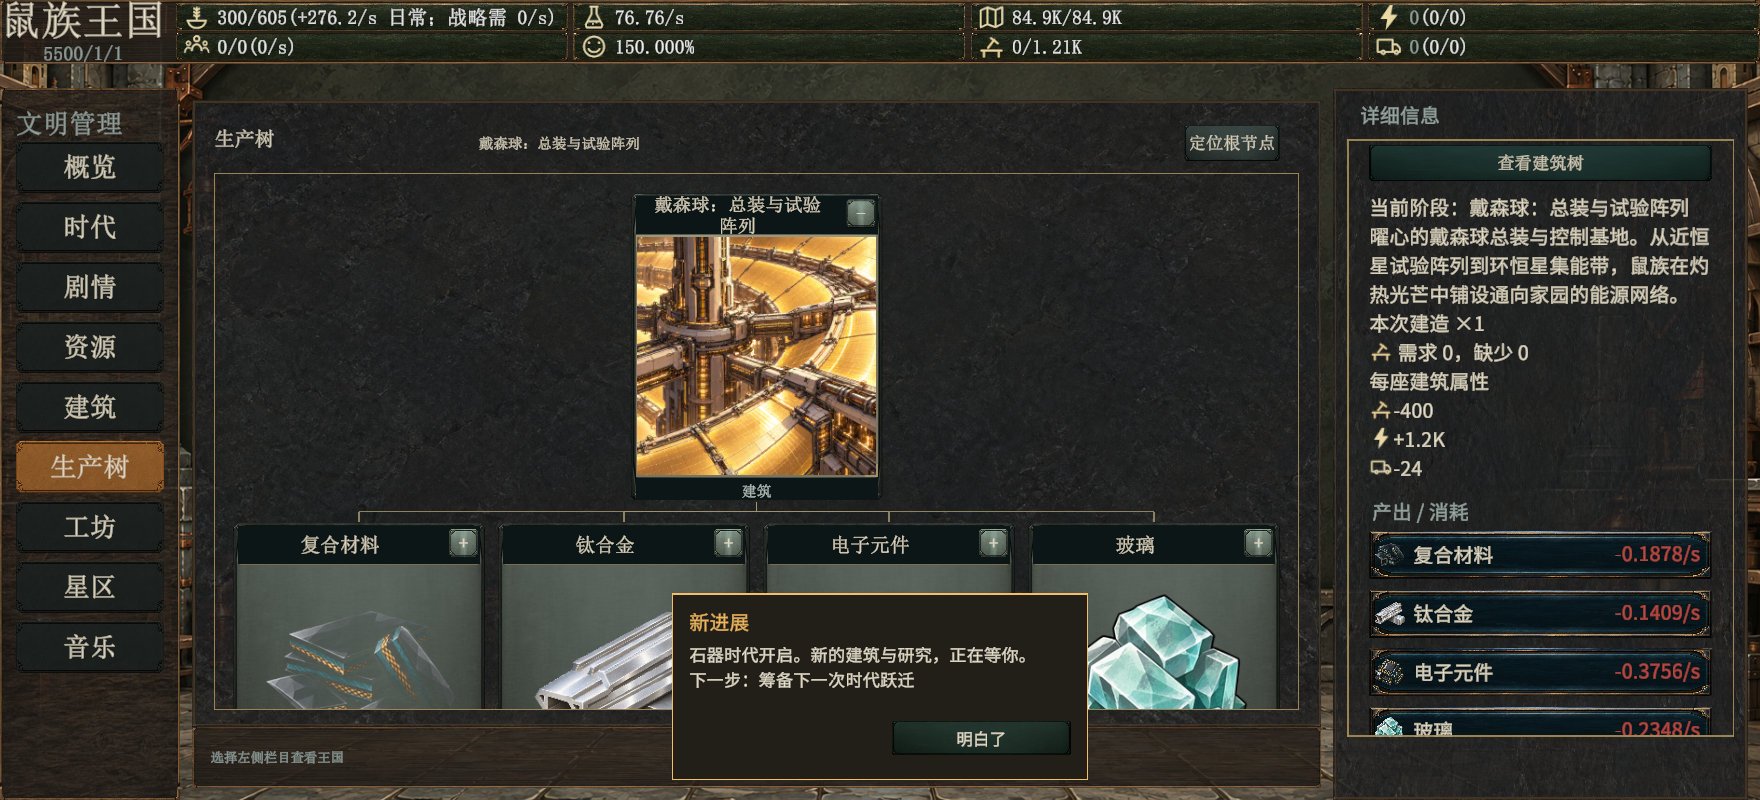 鼠族王国
5500/1/1
300/605(+276.2/s 日常; 战略需 0/s)
76.76/s
84.9K/84.9K
0(0/0)
0/0(0/s)
150.000%
0/1.21K
0(0/0)
文明管理
概览
时代
剧情
资源
建筑
生产树
工坊
星区
音乐
生产树
戴森球：总装与试验阵列
定位根节点
戴森球：总装与试验
阵列
建筑
复合材料
钛合金
电子元件
玻璃
新进展
石器时代开启。新的建筑与研究，正在等你。
下一步：筹备下一次时代跃迁
明白了
选择左侧栏目查看王国
详细信息
查看建筑树
当前阶段：戴森球：总装与试验阵列
曜心的戴森球总装与控制基地。从近恒
星试验阵列到环恒星集能带，鼠族在灼
热光芒中铺设通向家园的能源网络。
本次建造 ×1
需求 0，缺少 0
每座建筑属性
-400
+1.2K
-24
产出 / 消耗
复合材料 -0.1878/s
钛合金 -0.1409/s
电子元件 -0.3756/s
玻璃 -0.2348/s